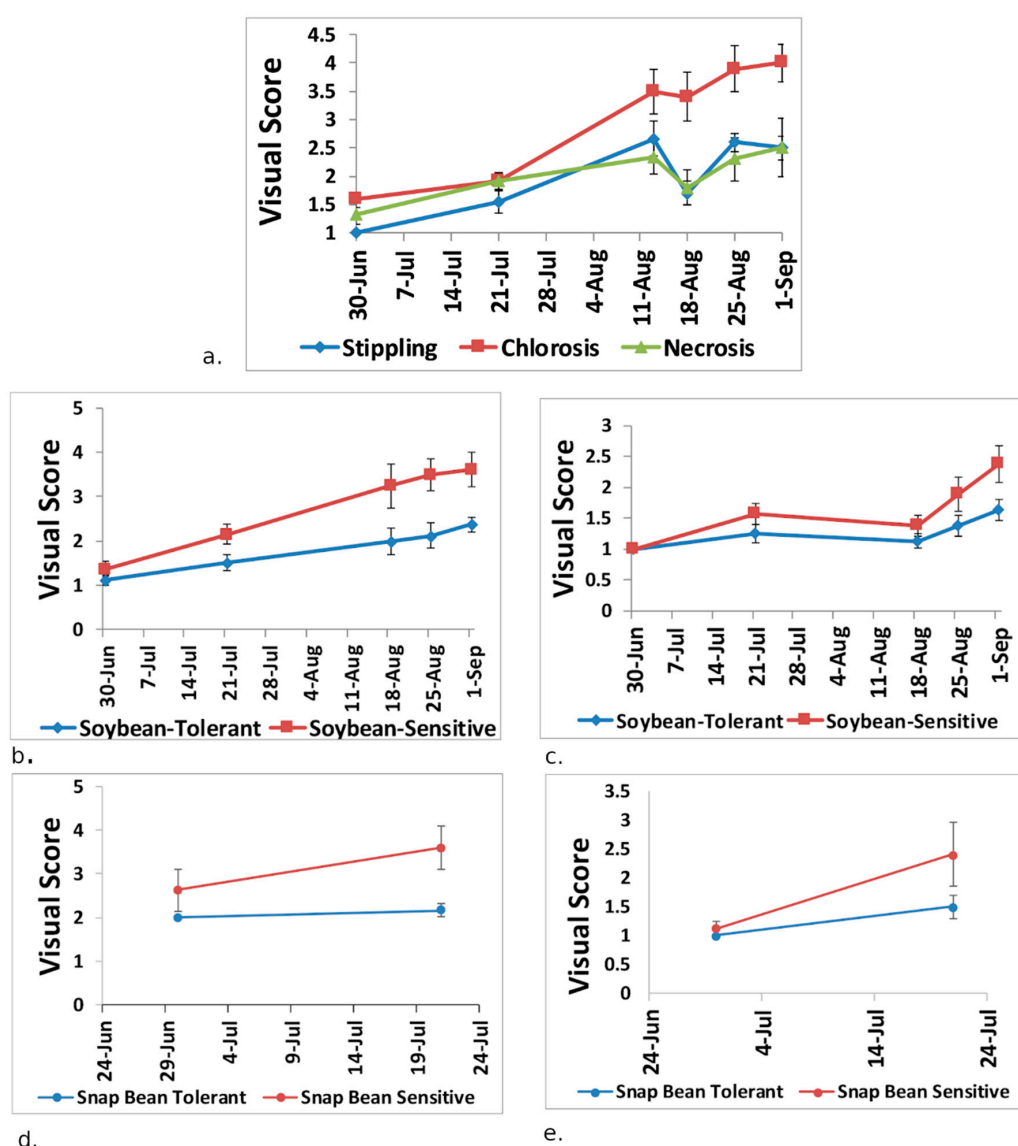 4.5
4
3.5
3
2.5
2
1.5
1
Visual Score
30-Jun
7-Jul
14-Jul
21-Jul
28-Jul
4-Aug
11-Aug
18-Aug
25-Aug
1-Sep
Stippling Chlorosis Necrosis
a.
5
4
3
2
1
0
Visual Score
30-Jun
7-Jul
14-Jul
21-Jul
28-Jul
4-Aug
11-Aug
18-Aug
25-Aug
1-Sep
Soybean-Tolerant Soybean-Sensitive
b.
3
2.5
2
1.5
1
0.5
0
Visual Score
30-Jun
7-Jul
14-Jul
21-Jul
28-Jul
4-Aug
11-Aug
18-Aug
25-Aug
1-Sep
Soybean-Tolerant Soybean-Sensitive
c.
5
4
3
2
1
0
Visual Score
24-Jun
29-Jun
4-Jul
9-Jul
14-Jul
19-Jul
24-Jul
Snap Bean Tolerant Snap Bean Sensitive
d.
3.5
3
2.5
2
1.5
1
0.5
0
Visual Score
24-Jun
4-Jul
14-Jul
24-Jul
Snap Bean Tolerant Snap Bean Sensitive
e.